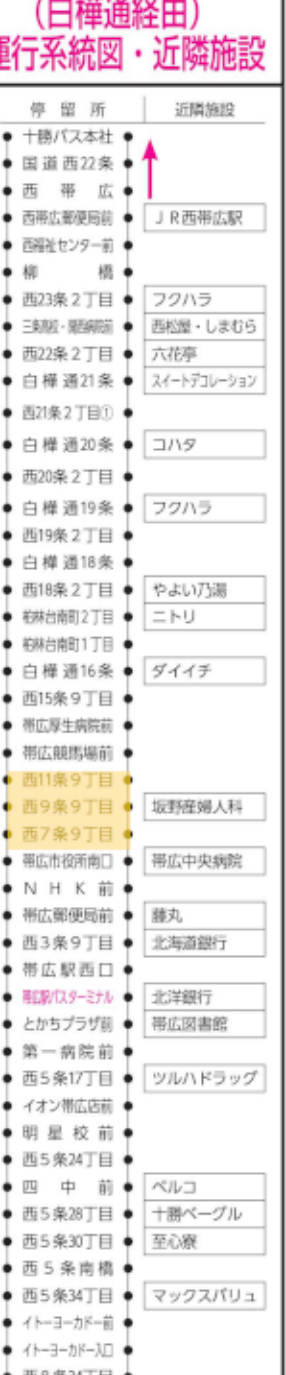 (白樺通経由)
運行系統図・近隣施設
停留所 近隣施設
十勝バス本社
国道西22条
西帯広
西帯広郵便局前 JR西帯広駅
西福祉センター前
柳橋
西23条2丁目 フクハラ
西松屋・しまむら
西22条2丁目 六花亭
白樺通21条 スイートデコレーション
西21条2丁目①
白樺通20条 コハタ
西20条2丁目
白樺通19条 フクハラ
西19条2丁目
白樺通18条
西18条2丁目 やよい乃湯
柏林台南町2丁目 ニトリ
柏林台南町1丁目
白樺通16条 ダイイチ
西15条9丁目
帯広厚生病院前
帯広競馬場前
西11条9丁目
西9条9丁目 坂野産婦人科
西7条9丁目
帯広市役所南口 帯広中央病院
NHK前
帯広郵便局前 藤丸
西3条9丁目 北海道銀行
帯広駅西口
帯広駅バスターミナル 北洋銀行
とかちプラザ前 帯広図書館
第一病院前
西5条17丁目 ツルハドラッグ
イオン帯広店前
明星校前
西5条24丁目
四中前 ベルコ
西5条28丁目 十勝ベーグル
西5条30丁目 至心寮
西5条南橋
西5条34丁目 マックスバリュ
イトーヨーカドー前
イトーヨーカドー入口